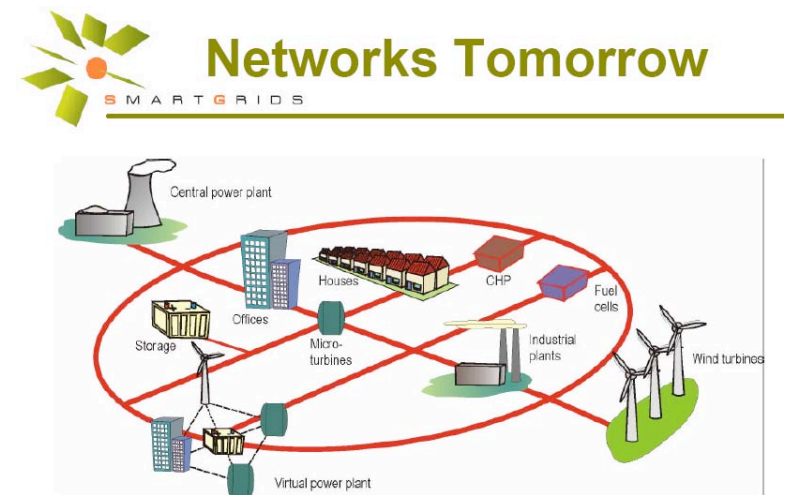 Networks Tomorrow
SMARTGRIDS
Central power plant
Houses
CHP
Fuel
cells
Offices
Storage
Micro-
turbines
Industrial
plants
Wind turbines
Virtual power plant